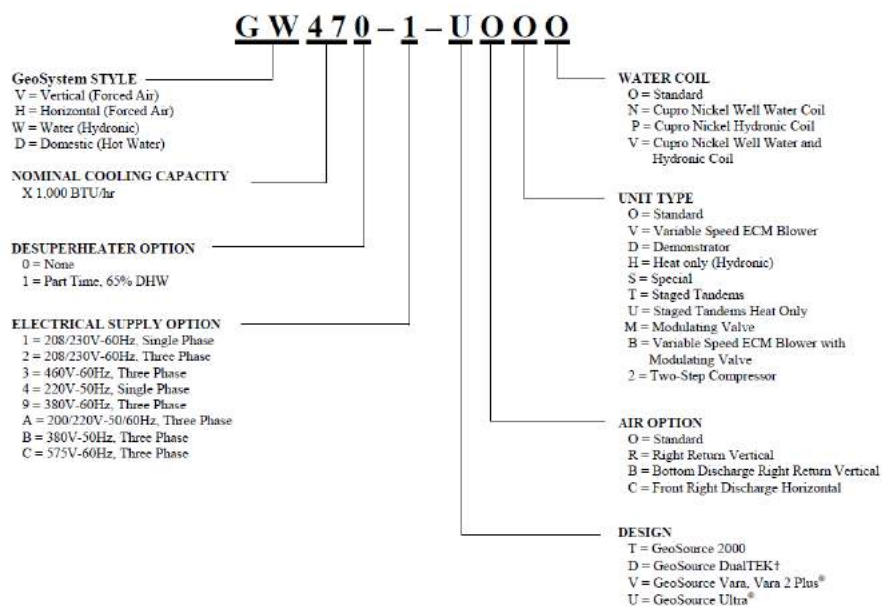 GW470-1-UOOO
GeoSystem STYLE
V = Vertical (Forced Air)
H = Horizontal (Forced Air)
W = Water (Hydronic)
D = Domestic (Hot Water)
NOMINAL COOLING CAPACITY
X 1,000 BTU/hr
DESUPERHEATER OPTION
0 = None
1 = Part Time, 65% DHW
ELECTRICAL SUPPLY OPTION
1 = 208/230V-60Hz, Single Phase
2 = 208/230V-60Hz, Three Phase
3 = 460V-60Hz, Three Phase
4 = 220V-50Hz, Single Phase
9 = 380V-60Hz, Three Phase
A = 200/220V-50/60Hz, Three Phase
B = 380V-50Hz, Three Phase
C = 575V-60Hz, Three Phase
WATER COIL
O = Standard
N = Cupro Nickel Well Water Coil
P = Cupro Nickel Hydronic Coil
V = Cupro Nickel Well Water and
Hydronic Coil
UNIT TYPE
O = Standard
V = Variable Speed ECM Blower
D = Demonstrator
H = Heat only (Hydronic)
S = Special
T = Staged Tandems
U = Staged Tandems Heat Only
M = Modulating Valve
B = Variable Speed ECM Blower with
Modulating Valve
2 = Two-Step Compressor
AIR OPTION
O = Standard
R = Right Return Vertical
B = Bottom Discharge Right Return Vertical
C = Front Right Discharge Horizontal
DESIGN
T = GeoSource 2000
D = GeoSource DualTEK†
V = GeoSource Vara, Vara 2 Plus®
U = GeoSource Ultra®